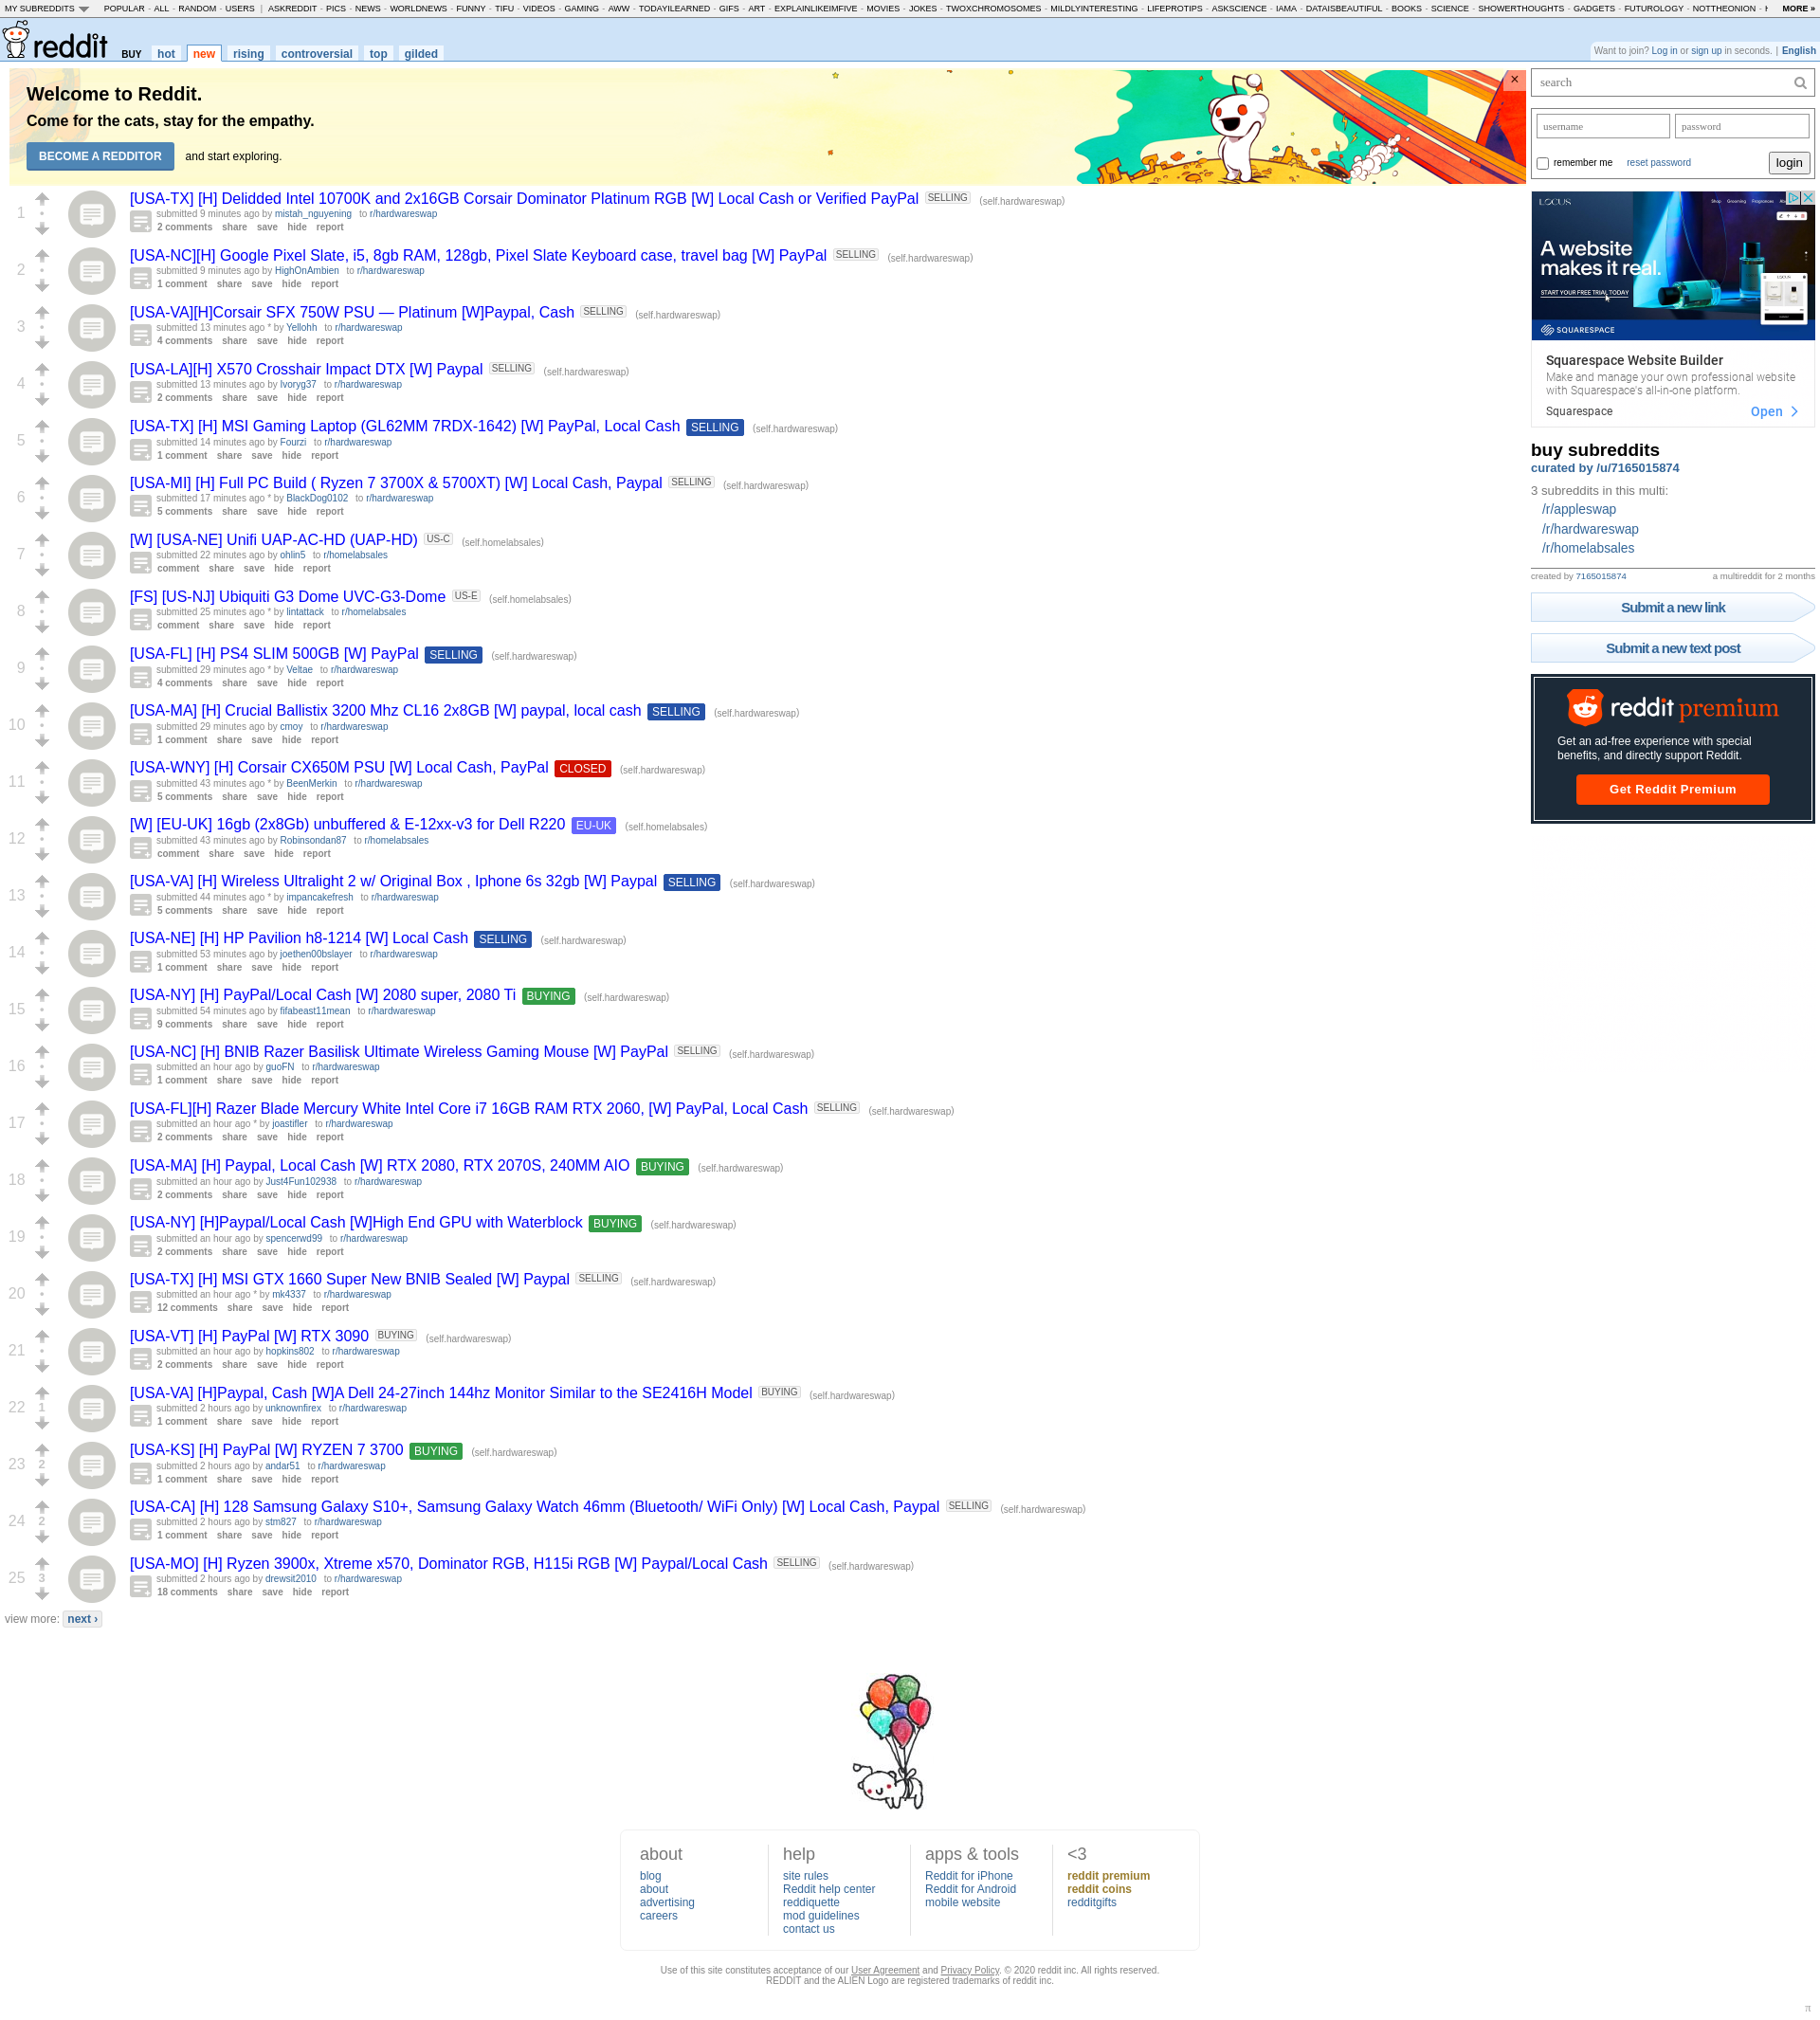 MY SUBREDDITS POPULAR - ALL - RANDOM - USERS | ASKREDDIT - PICS - NEWS - WORLDNEWS - FUNNY - TIFU - VIDEOS - GAMING - AWW - TODAYILEARNED - GIFS - ART - EXPLAINLIKEIMFIVE - MOVIES - JOKES - TWOXCHROMOSOMES - MILDLYINTERESTING - LIFEPROTIPS - ASKSCIENCE - IAMA - DATAISBEAUTIFUL - BOOKS - SCIENCE - SHOWERTHOUGHTS - GADGETS - FUTUROLOGY - NOTTHEONION - MORE »
reddit BUY hot new rising controversial top gilded
Want to join? Log in or sign up in seconds. | English
Welcome to Reddit.
Come for the cats, stay for the empathy.
BECOME A REDDITOR and start exploring.
×
1 [USA-TX] [H] Delidded Intel 10700K and 2x16GB Corsair Dominator Platinum RGB [W] Local Cash or Verified PayPal SELLING (self.hardwareswap)
submitted 9 minutes ago by mistah_nguyening to r/hardwareswap
2 comments share save hide report
2 [USA-NC][H] Google Pixel Slate, i5, 8gb RAM, 128gb, Pixel Slate Keyboard case, travel bag [W] PayPal SELLING (self.hardwareswap)
submitted 9 minutes ago by HighOnAmbien to r/hardwareswap
1 comment share save hide report
3 [USA-VA][H]Corsair SFX 750W PSU — Platinum [W]Paypal, Cash SELLING (self.hardwareswap)
submitted 13 minutes ago * by Yellohh to r/hardwareswap
4 comments share save hide report
4 [USA-LA][H] X570 Crosshair Impact DTX [W] Paypal SELLING (self.hardwareswap)
submitted 13 minutes ago by Ivoryg37 to r/hardwareswap
2 comments share save hide report
5 [USA-TX] [H] MSI Gaming Laptop (GL62MM 7RDX-1642) [W] PayPal, Local Cash SELLING (self.hardwareswap)
submitted 14 minutes ago by Fourzi to r/hardwareswap
1 comment share save hide report
6 [USA-MI] [H] Full PC Build ( Ryzen 7 3700X & 5700XT) [W] Local Cash, Paypal SELLING (self.hardwareswap)
submitted 17 minutes ago * by BlackDog0102 to r/hardwareswap
5 comments share save hide report
7 [W] [USA-NE] Unifi UAP-AC-HD (UAP-HD) US-C (self.homelabsales)
submitted 22 minutes ago by ohlin5 to r/homelabsales
comment share save hide report
8 [FS] [US-NJ] Ubiquiti G3 Dome UVC-G3-Dome US-E (self.homelabsales)
submitted 25 minutes ago * by lintattack to r/homelabsales
comment share save hide report
9 [USA-FL] [H] PS4 SLIM 500GB [W] PayPal SELLING (self.hardwareswap)
submitted 29 minutes ago * by Veltae to r/hardwareswap
4 comments share save hide report
10 [USA-MA] [H] Crucial Ballistix 3200 Mhz CL16 2x8GB [W] paypal, local cash SELLING (self.hardwareswap)
submitted 29 minutes ago by cmoy to r/hardwareswap
1 comment share save hide report
11 [USA-WNY] [H] Corsair CX650M PSU [W] Local Cash, PayPal CLOSED (self.hardwareswap)
submitted 43 minutes ago * by BeenMerkin to r/hardwareswap
5 comments share save hide report
12 [W] [EU-UK] 16gb (2x8Gb) unbuffered & E-12xx-v3 for Dell R220 EU-UK (self.homelabsales)
submitted 43 minutes ago by Robinsondan87 to r/homelabsales
comment share save hide report
13 [USA-VA] [H] Wireless Ultralight 2 w/ Original Box , Iphone 6s 32gb [W] Paypal SELLING (self.hardwareswap)
submitted 44 minutes ago * by impancakefresh to r/hardwareswap
5 comments share save hide report
14 [USA-NE] [H] HP Pavilion h8-1214 [W] Local Cash SELLING (self.hardwareswap)
submitted 53 minutes ago by joethen00bslayer to r/hardwareswap
1 comment share save hide report
15 [USA-NY] [H] PayPal/Local Cash [W] 2080 super, 2080 Ti BUYING (self.hardwareswap)
submitted 54 minutes ago by fifabeast11mean to r/hardwareswap
9 comments share save hide report
16 [USA-NC] [H] BNIB Razer Basilisk Ultimate Wireless Gaming Mouse [W] PayPal SELLING (self.hardwareswap)
submitted an hour ago by guoFN to r/hardwareswap
1 comment share save hide report
17 [USA-FL][H] Razer Blade Mercury White Intel Core i7 16GB RAM RTX 2060, [W] PayPal, Local Cash SELLING (self.hardwareswap)
submitted an hour ago * by joastifler to r/hardwareswap
2 comments share save hide report
18 [USA-MA] [H] Paypal, Local Cash [W] RTX 2080, RTX 2070S, 240MM AIO BUYING (self.hardwareswap)
submitted an hour ago by Just4Fun102938 to r/hardwareswap
2 comments share save hide report
19 [USA-NY] [H]Paypal/Local Cash [W]High End GPU with Waterblock BUYING (self.hardwareswap)
submitted an hour ago by spencerwd99 to r/hardwareswap
2 comments share save hide report
20 [USA-TX] [H] MSI GTX 1660 Super New BNIB Sealed [W] Paypal SELLING (self.hardwareswap)
submitted an hour ago * by mk4337 to r/hardwareswap
12 comments share save hide report
21 [USA-VT] [H] PayPal [W] RTX 3090 BUYING (self.hardwareswap)
submitted an hour ago by hopkins802 to r/hardwareswap
2 comments share save hide report
22 1 [USA-VA] [H]Paypal, Cash [W]A Dell 24-27inch 144hz Monitor Similar to the SE2416H Model BUYING (self.hardwareswap)
submitted 2 hours ago by unknownfirex to r/hardwareswap
1 comment share save hide report
23 2 [USA-KS] [H] PayPal [W] RYZEN 7 3700 BUYING (self.hardwareswap)
submitted 2 hours ago by andar51 to r/hardwareswap
1 comment share save hide report
24 2 [USA-CA] [H] 128 Samsung Galaxy S10+, Samsung Galaxy Watch 46mm (Bluetooth/ WiFi Only) [W] Local Cash, Paypal SELLING (self.hardwareswap)
submitted 2 hours ago by stm827 to r/hardwareswap
1 comment share save hide report
25 3 [USA-MO] [H] Ryzen 3900x, Xtreme x570, Dominator RGB, H115i RGB [W] Paypal/Local Cash SELLING (self.hardwareswap)
submitted 2 hours ago by drewsit2010 to r/hardwareswap
18 comments share save hide report
view more: next ›
search
username password
remember me reset password login
LOCUS
A website
makes it real.
START YOUR FREE TRIAL TODAY
SQUARESPACE
Squarespace Website Builder
Make and manage your own professional website
with Squarespace's all-in-one platform.
Squarespace Open
buy subreddits
curated by /u/7165015874
3 subreddits in this multi:
/r/appleswap
/r/hardwareswap
/r/homelabsales
created by 7165015874 a multireddit for 2 months
Submit a new link
Submit a new text post
reddit premium
Get an ad-free experience with special
benefits, and directly support Reddit.
Get Reddit Premium
about
blog
about
advertising
careers
help
site rules
Reddit help center
reddiquette
mod guidelines
contact us
apps & tools
Reddit for iPhone
Reddit for Android
mobile website
<3
reddit premium
reddit coins
redditgifts
Use of this site constitutes acceptance of our User Agreement and Privacy Policy. © 2020 reddit inc. All rights reserved.
REDDIT and the ALIEN Logo are registered trademarks of reddit inc.
π